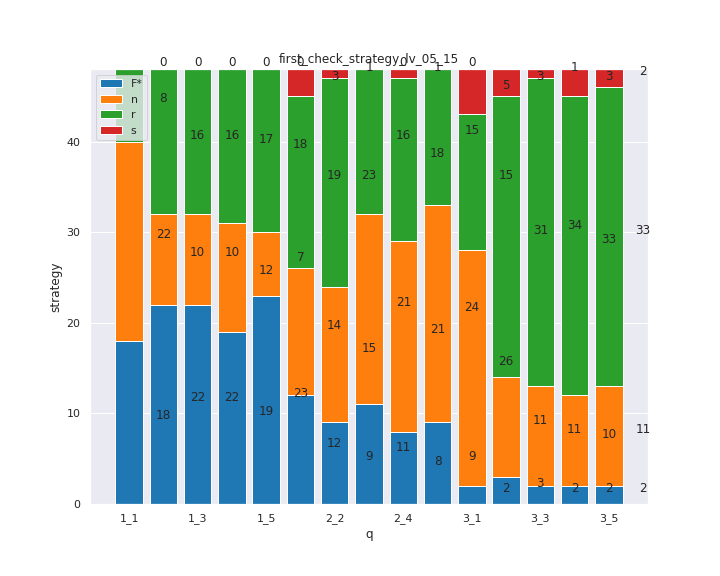 first_check_strategy_lv_05_15
0 0 0 0 0 3 1 0 1 0 5 3 1 3 2
8 16 16 17 18 19 23 16 18 15 15 31 34 33 33
22 10 10 12 7 14 15 21 21 24 26 11 11 10 11
18 22 22 19 23 12 9 11 8 9 2 3 2 2 2
F*
n
r
s
strategy
40
30
20
10
0
1_1 1_3 1_5 2_2 2_4 3_1 3_3 3_5
q